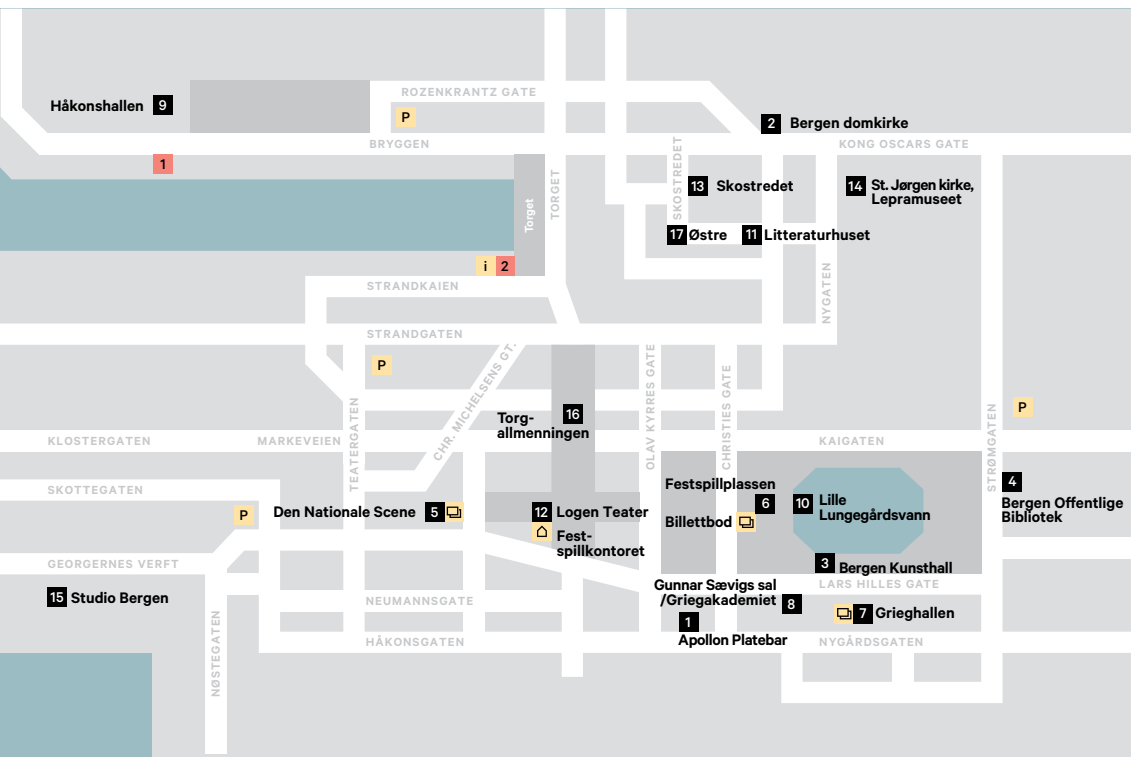 ROZENKRANTZ GATE
Håkonshallen 9
P
2 Bergen domkirke
BRYGGEN
KONG OSCARS GATE
1
SKOSTREDET
TORGET
Torget
13 Skostredet
14 St. Jørgen kirke,
Lepramuseet
17 Østre
11 Litteraturhuset
i 2
STRANDKAIEN
NYGATEN
STRANDGATEN
P
CHR. MICHELSENS GT.
OLAV KYRRES GATE
CHRISTIES GATE
TEATERGATEN
16
Torg-
allmenningen
P
STRØMGATEN
KLOSTERGATEN
MARKEVEIEN
KAIGATEN
SKOTTEGATEN
Festspillplassen
6
10 Lille
Lungegårdsvann
4
Bergen Offentlige
Bibliotek
P
Den Nationale Scene 5
12 Logen Teater
Fest-
spillkontoret
Billettbod
GEORGERNES VERFT
3 Bergen Kunsthall
LARS HILLES GATE
15 Studio Bergen
NEUMANNSGATE
Gunnar Sævigs sal
/Griegakademiet 8
7 Grieghallen
1
Apollon Platebar
NØSTEGATEN
HÅKONSGATEN
NYGÅRDSGATEN